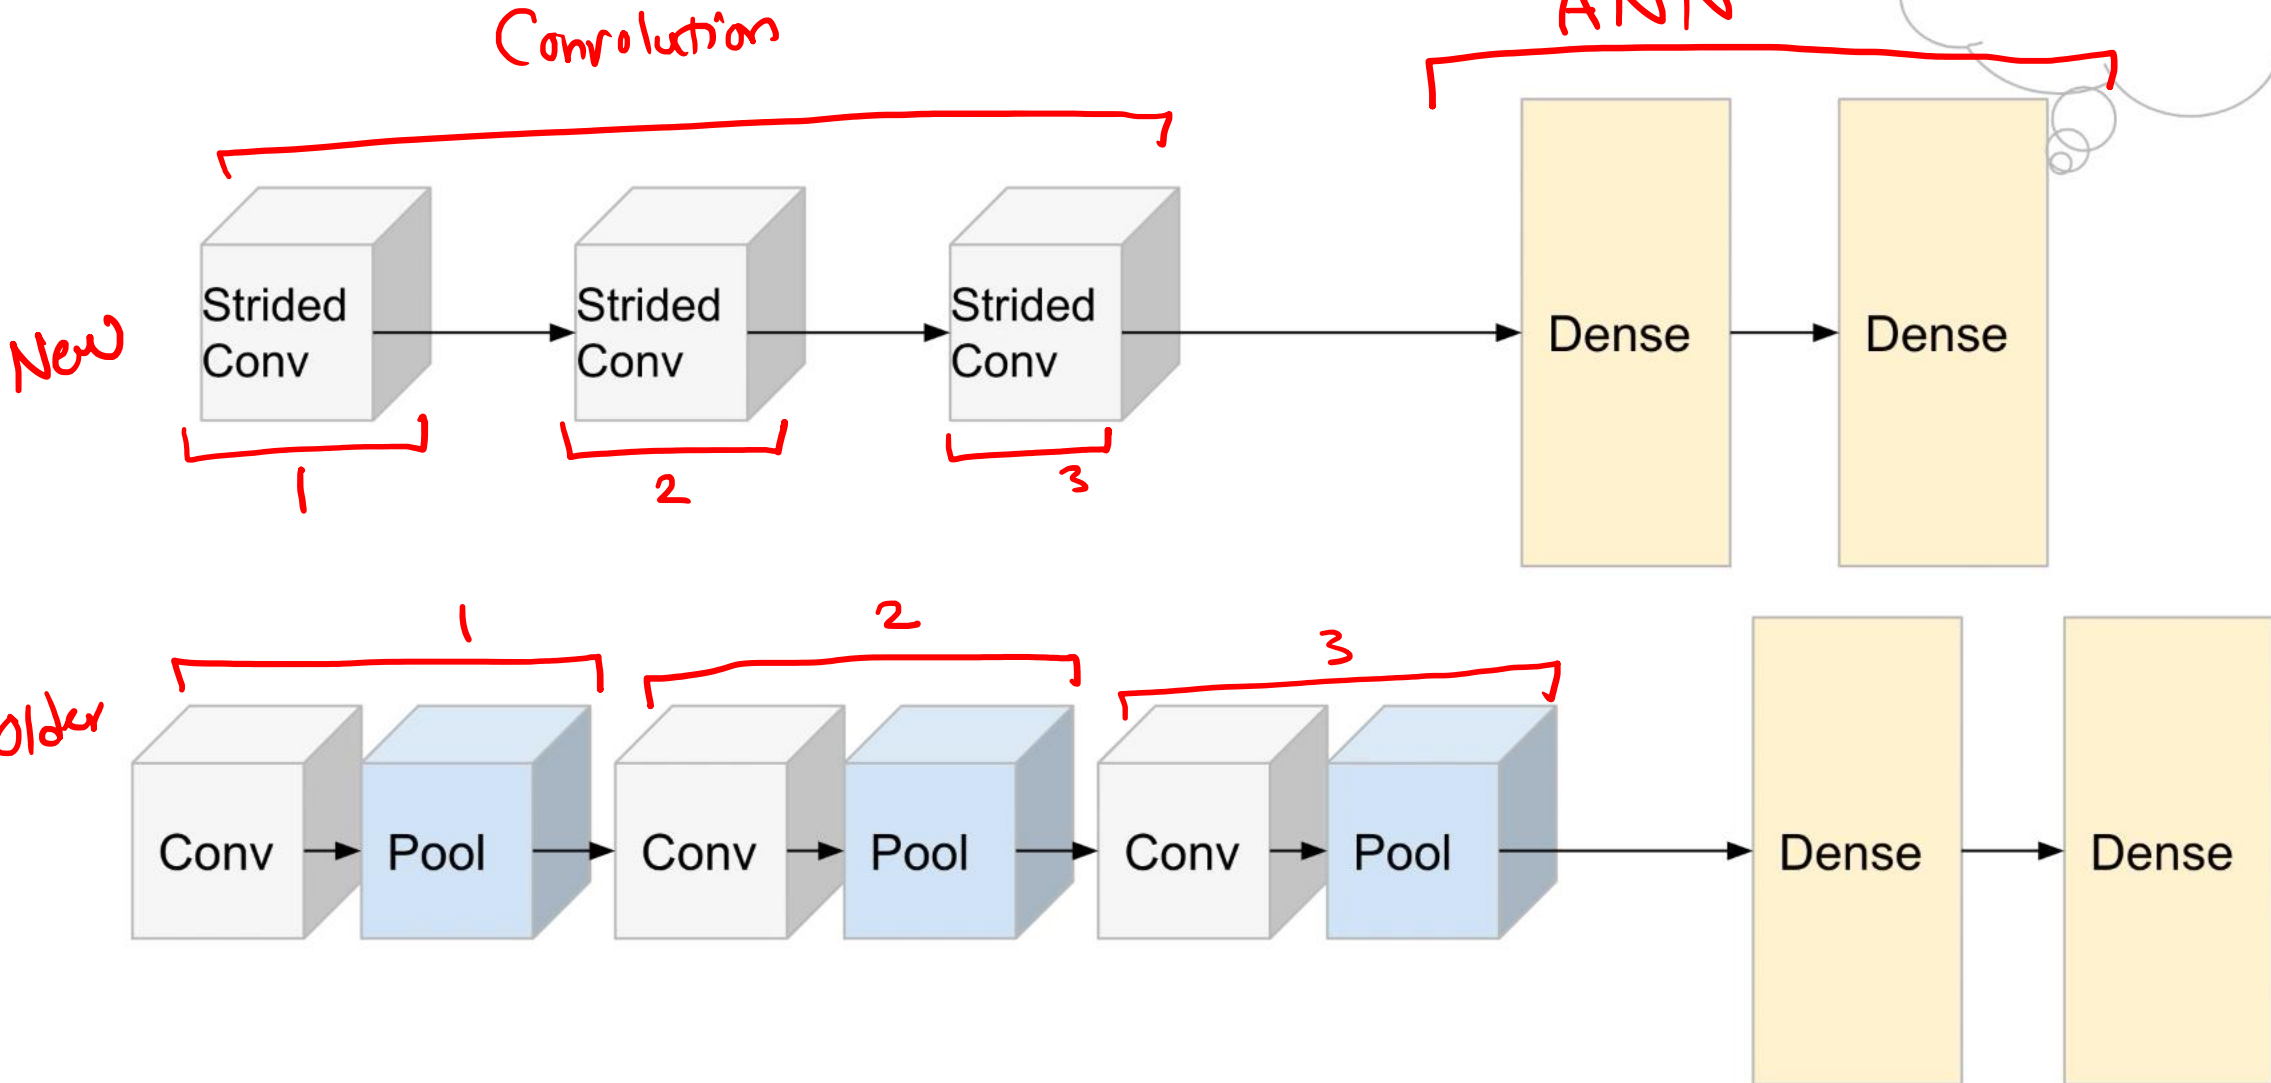 Convolution
ANN
Strided
Conv
Strided
Conv
Strided
Conv
Dense
Dense
New
1
2
3
1
2
3
older
Conv
Pool
Conv
Pool
Conv
Pool
Dense
Dense